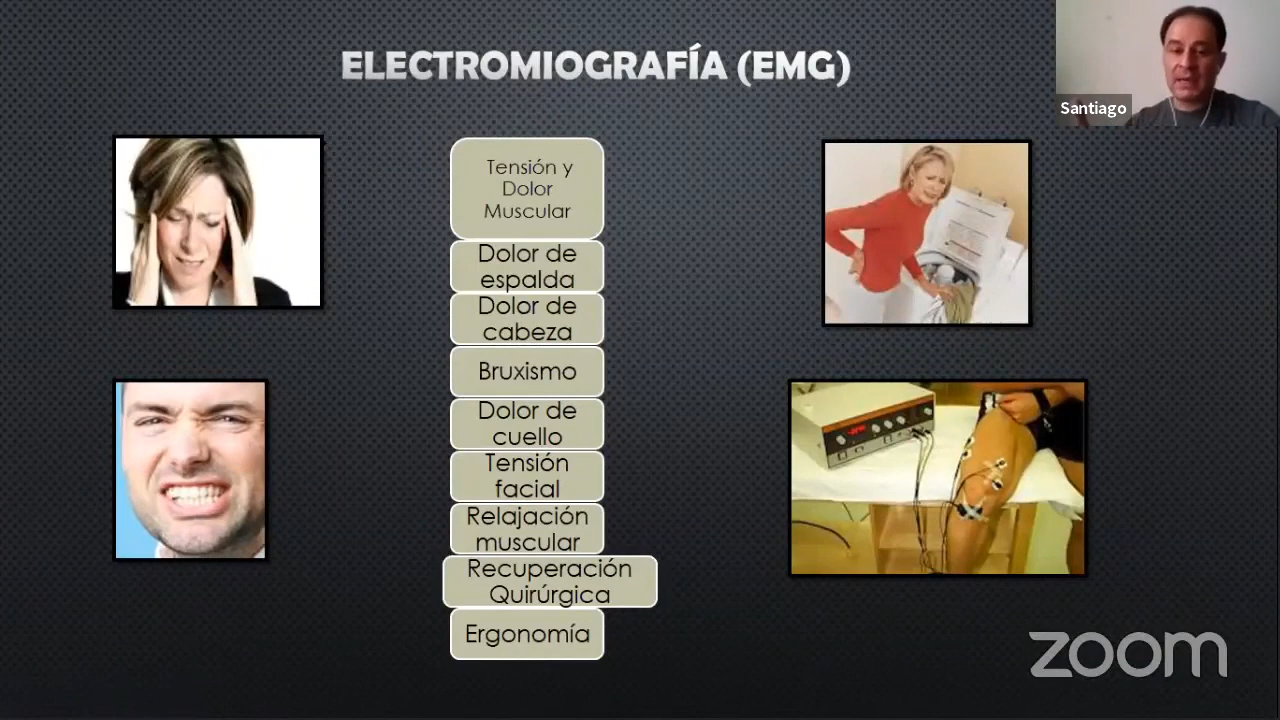 ELECTROMIOGRAFÍA (EMG)
Santiago
Tensión y
Dolor
Muscular
Dolor de
espalda
Dolor de
cabeza
Bruxismo
Dolor de
cuello
Tensión
facial
Relajación
muscular
Recuperación
Quirúrgica
Ergonomía
zoom